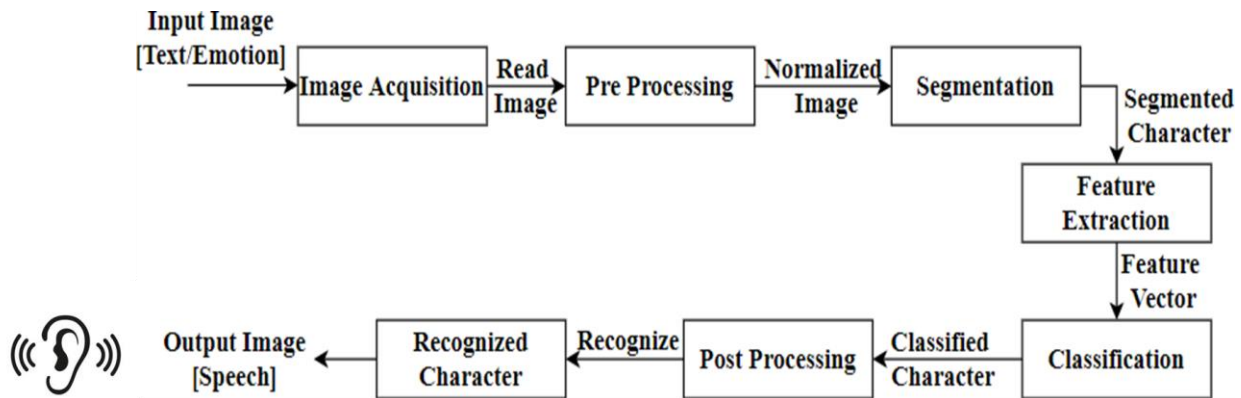 Input Image
[Text/Emotion]
Image Acquisition
Read
Image
Pre Processing
Normalized
Image
Segmentation
Segmented
Character
Feature
Extraction
Feature
Vector
Classification
Classified
Character
Post Processing
Recognize
Recognized
Character
Output Image
[Speech]